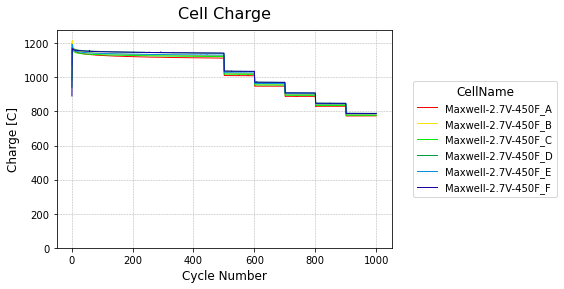 Cell Charge
Charge [C]
1200
1000
800
600
400
200
0
0 200 400 600 800 1000
Cycle Number
CellName
Maxwell-2.7V-450F_A
Maxwell-2.7V-450F_B
Maxwell-2.7V-450F_C
Maxwell-2.7V-450F_D
Maxwell-2.7V-450F_E
Maxwell-2.7V-450F_F